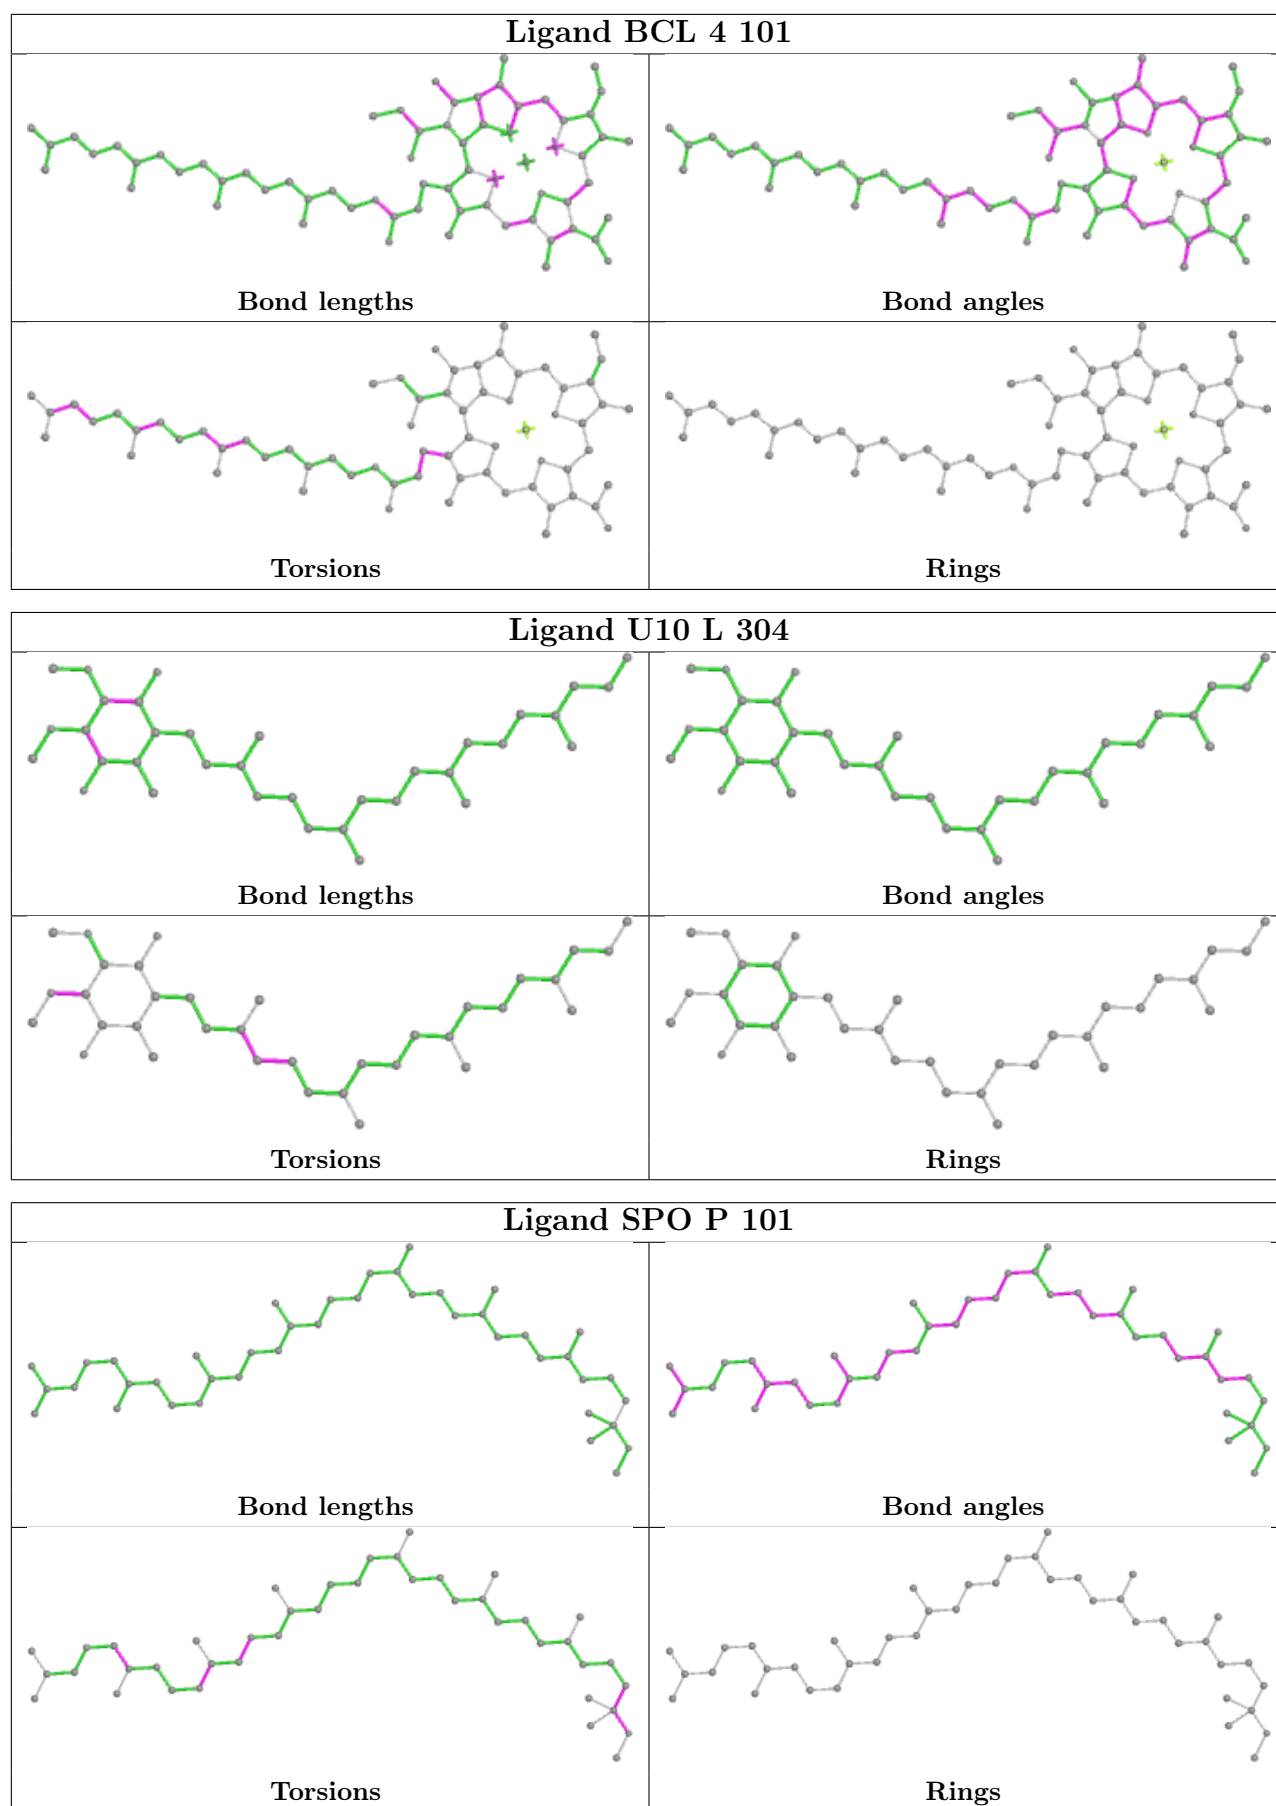 Ligand BCL 4 101
Bond lengths
Bond angles
Torsions
Rings
Ligand U10 L 304
Bond lengths
Bond angles
Torsions
Rings
Ligand SPO P 101
Bond lengths
Bond angles
Torsions
Rings